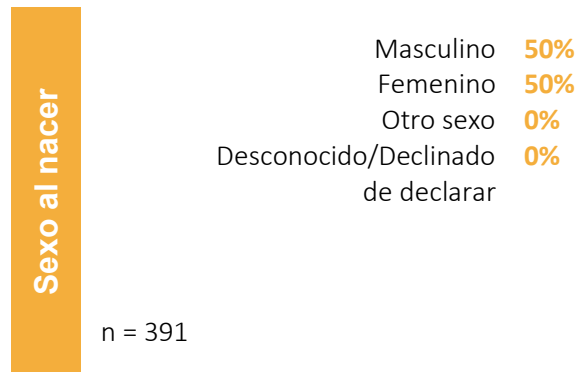 Sexo al nacer
Masculino 50%
Femenino 50%
Otro sexo 0%
Desconocido/Declinado 0%
de declarar
n = 391